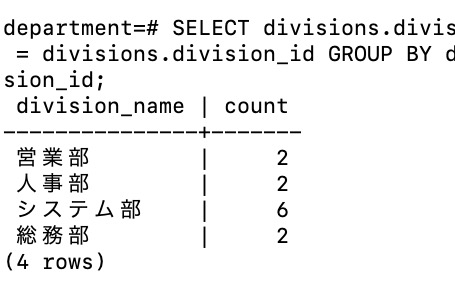 department=# SELECT divisions.divis
= divisions.division_id GROUP BY d
sion_id;
division_name | count
---------------+-------
営業部 | 2
人事部 | 2
システム部 | 6
総務部 | 2
(4 rows)